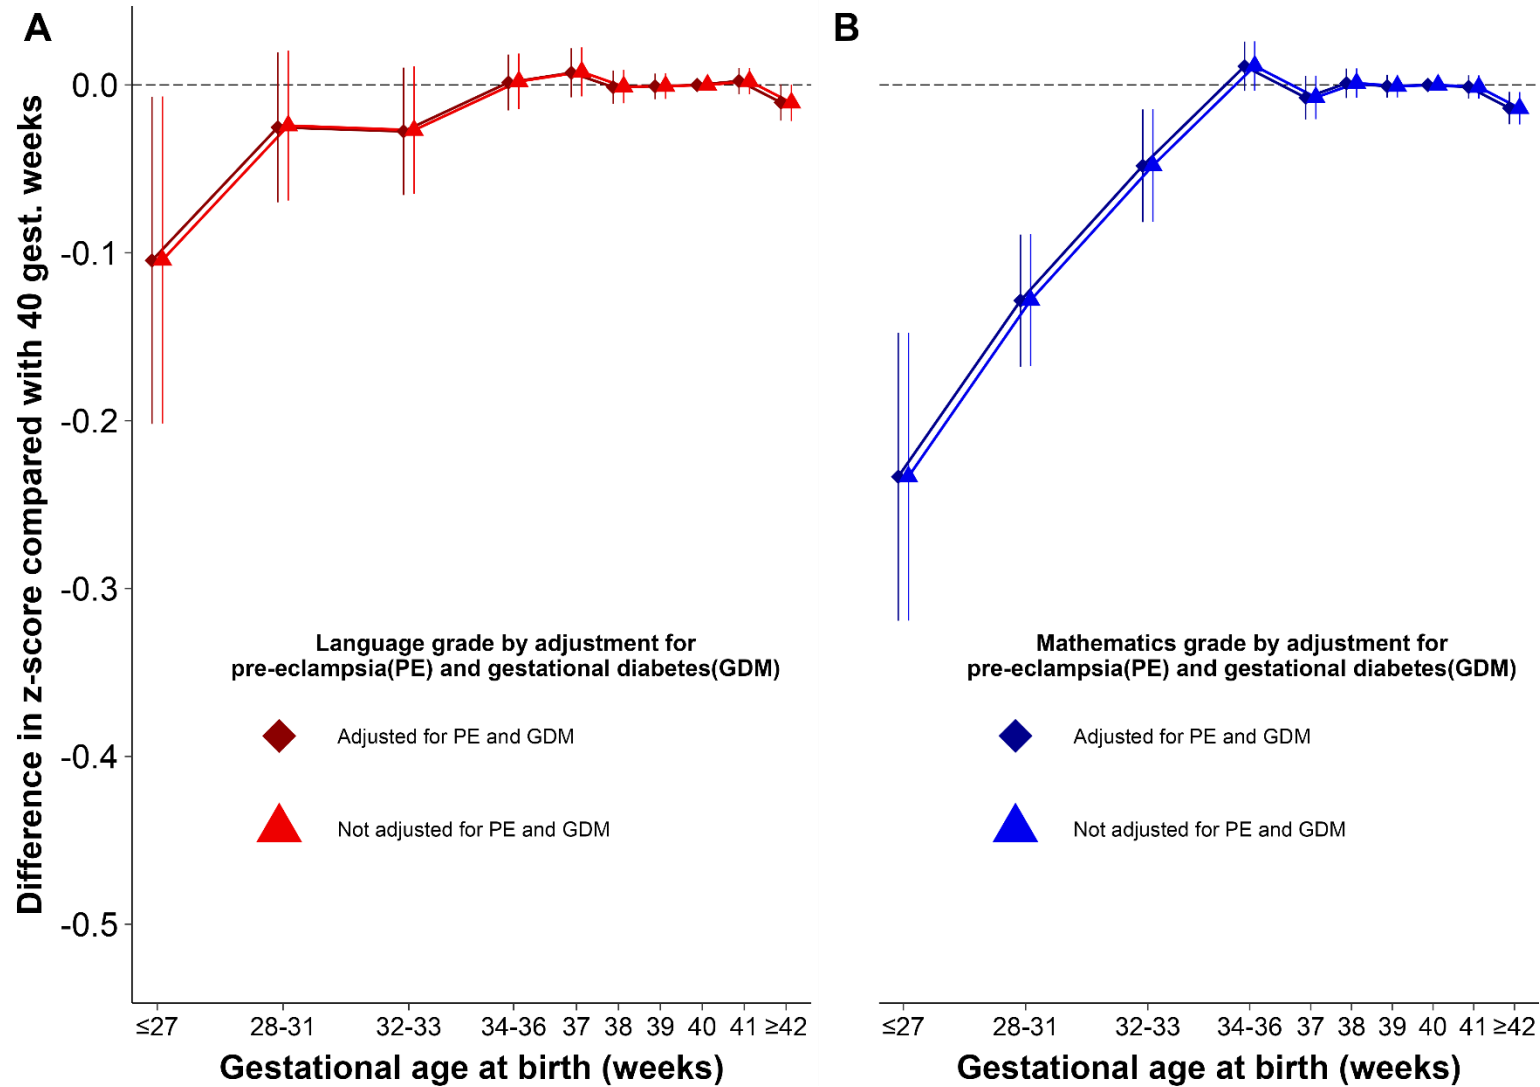 A
B
Difference in z-score compared with 40 gest. weeks
0.0
-0.1
-0.2
-0.3
-0.4
-0.5
Language grade by adjustment for
pre-eclampsia(PE) and gestational diabetes(GDM)
Adjusted for PE and GDM
Not adjusted for PE and GDM
Mathematics grade by adjustment for
pre-eclampsia(PE) and gestational diabetes(GDM)
Adjusted for PE and GDM
Not adjusted for PE and GDM
≤27 28-31 32-33 34-36 37 38 39 40 41 ≥42
Gestational age at birth (weeks)
≤27 28-31 32-33 34-36 37 38 39 40 41 ≥42
Gestational age at birth (weeks)